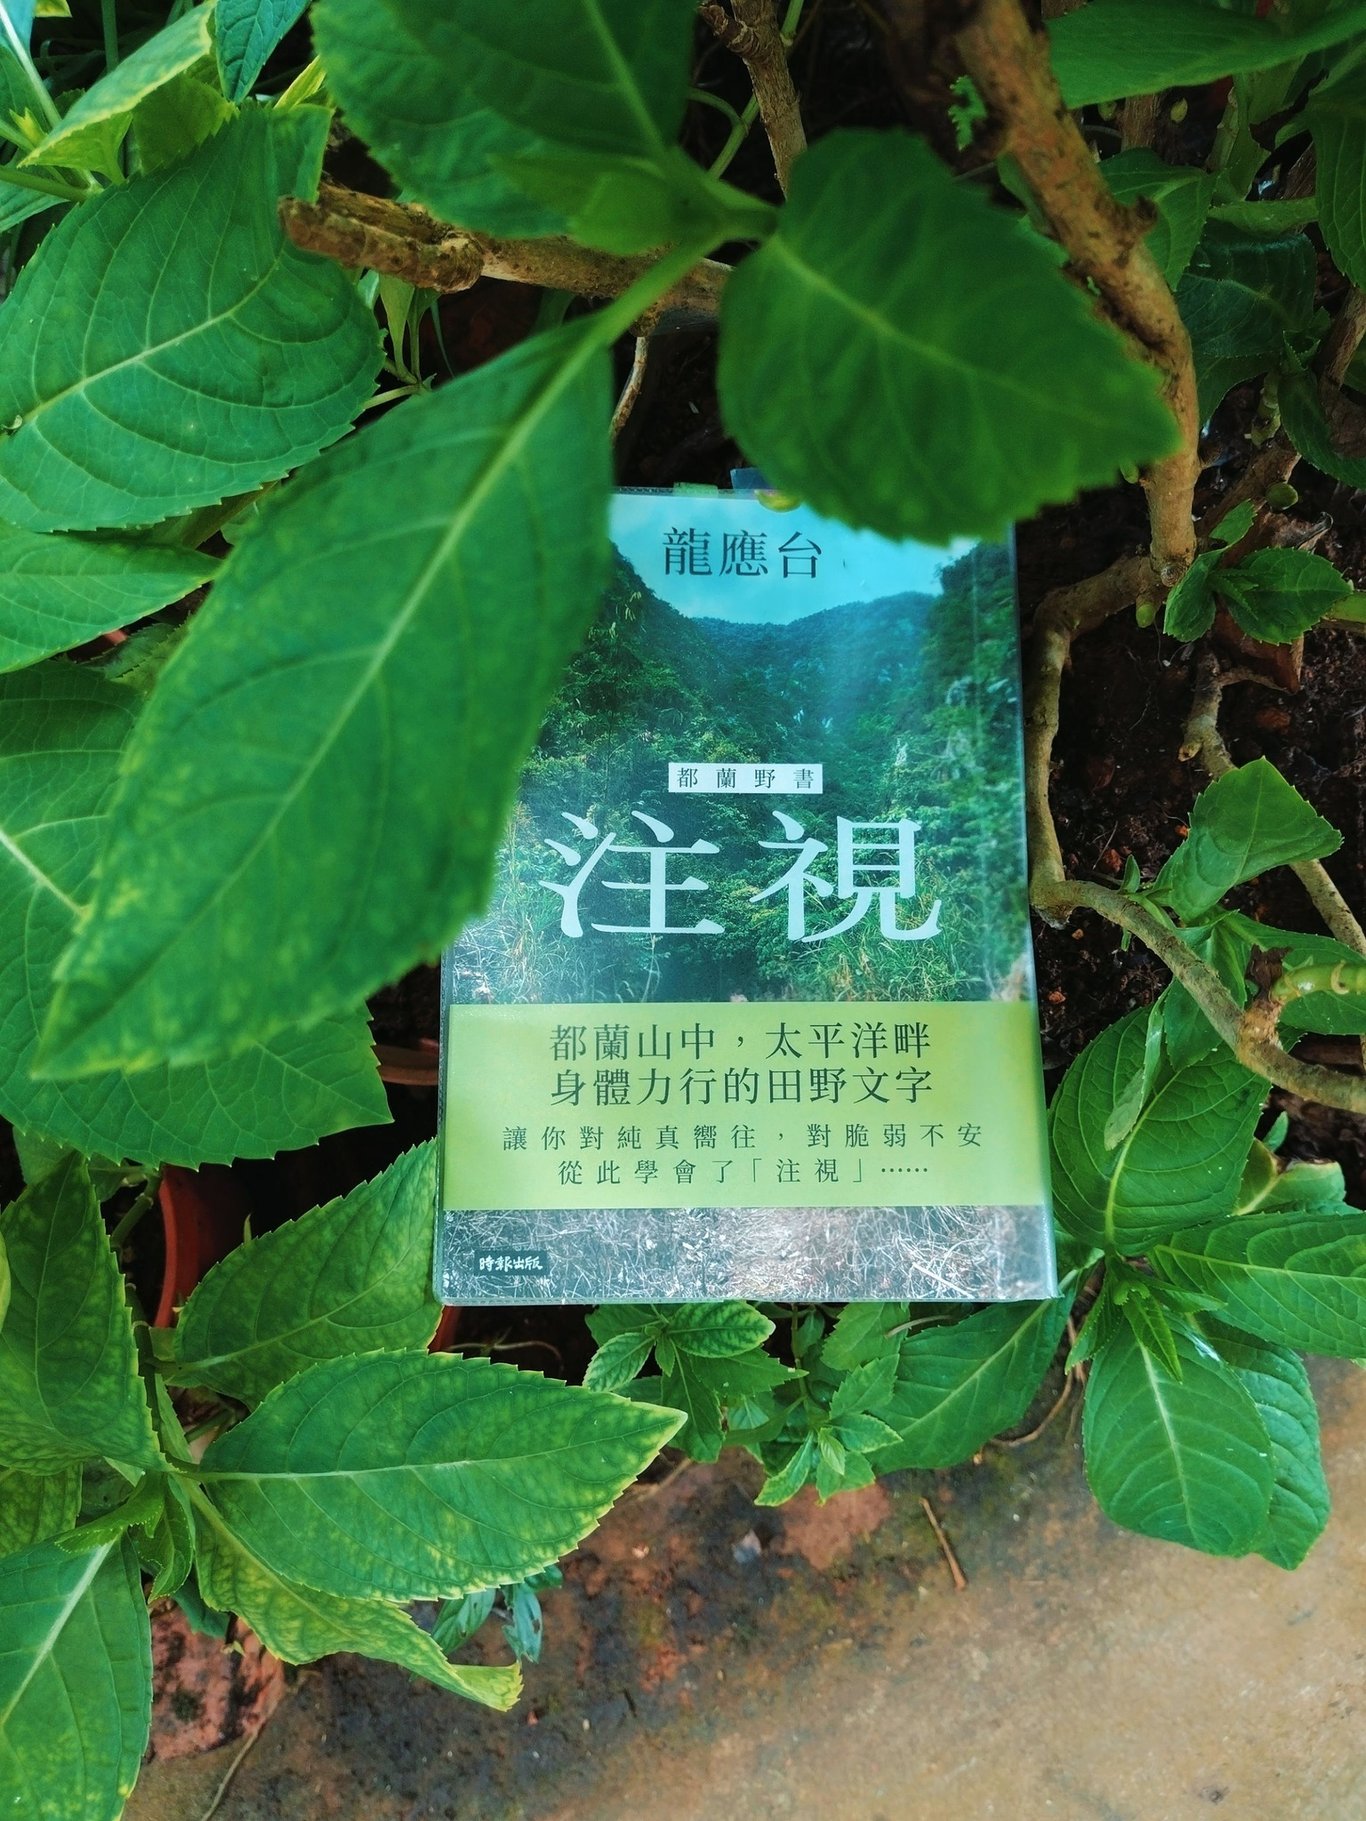 龍應台
都蘭野書
注視
都蘭山中，太平洋畔
身體力行的田野文字
讓你對純真嚮往，對脆弱不安
從此學會了「注視」⋯⋯
時報出版